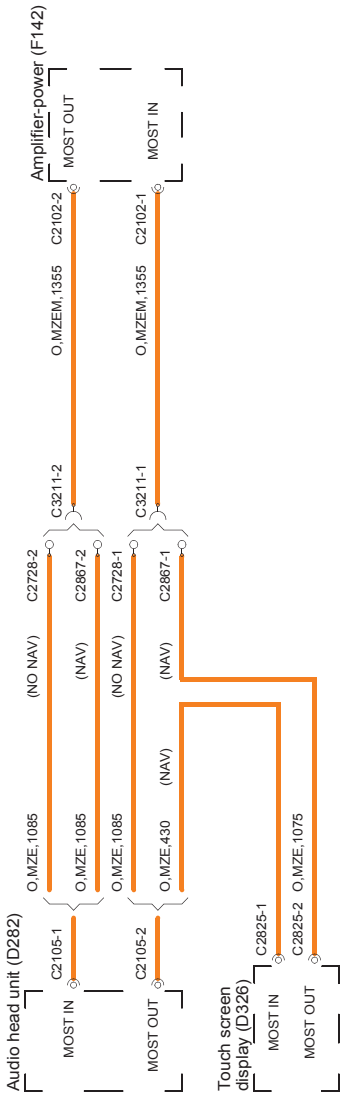 Audio head unit (D282)
MOST IN
MOST OUT
C2105-1
C2105-2
O,MZE,1085
(NO NAV)
C2728-2
O,MZE,1085
(NAV)
C2867-2
O,MZE,1085
(NO NAV)
C2728-1
O,MZE,430
(NAV)
(NAV)
C2867-1
C3211-2
O,MZEM,1355
C2102-2
C3211-1
O,MZEM,1355
C2102-1
Amplifier-power (F142)
MOST OUT
MOST IN
Touch screen
display (D326)
MOST IN
MOST OUT
C2825-1
C2825-2
O,MZE,1075